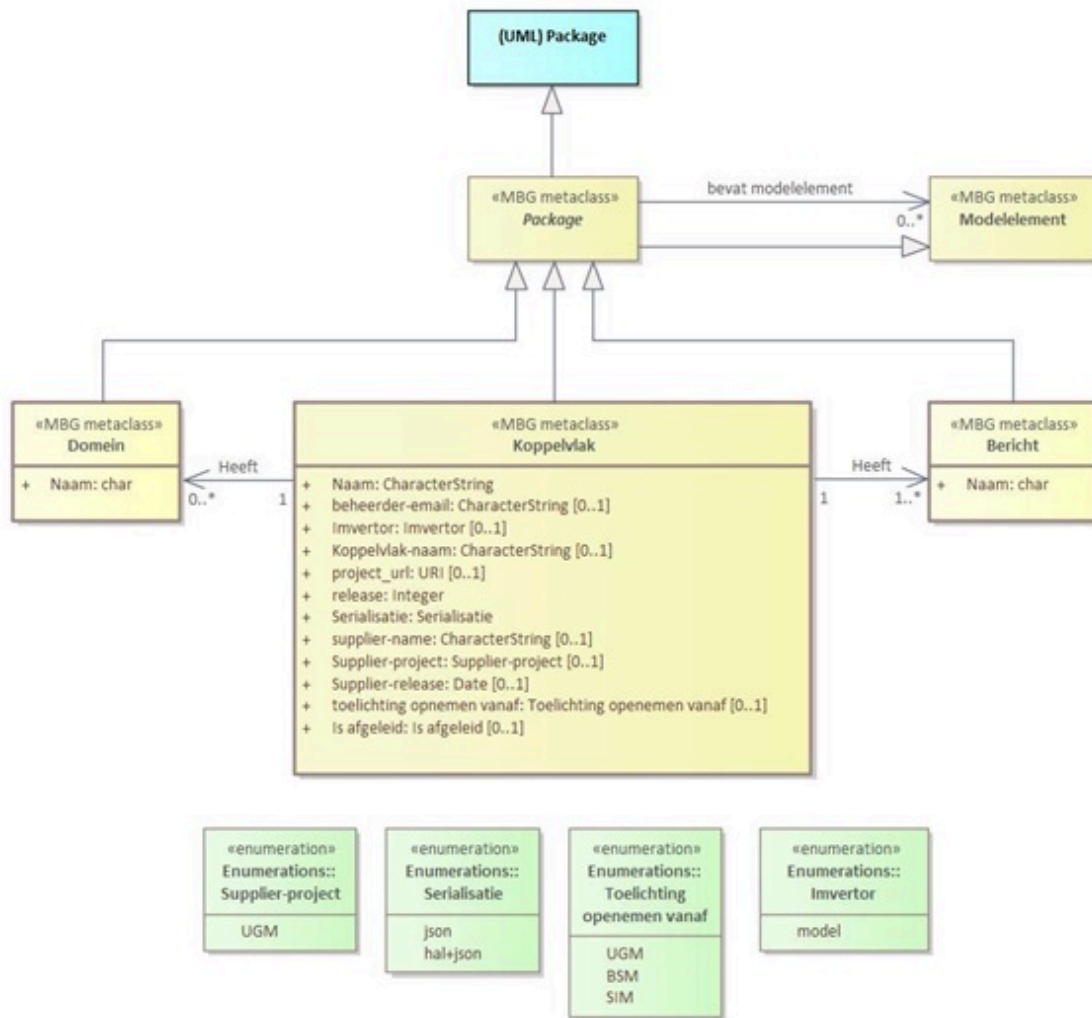 (UML) Package
«MBG metaclass»
Package
bevat modelelement
0..*
«MBG metaclass»
Modelelement
«MBG metaclass»
Domein
+ Naam: char
Heeft
0..*
1
«MBG metaclass»
Koppelvlak
+ Naam: CharacterString
+ beheerder-email: CharacterString [0..1]
+ Imvertor: Imvertor [0..1]
+ Koppelvlak-naam: CharacterString [0..1]
+ project_url: URI [0..1]
+ release: Integer
+ Serialisatie: Serialisatie
+ supplier-name: CharacterString [0..1]
+ Supplier-project: Supplier-project [0..1]
+ Supplier-release: Date [0..1]
+ toelichting opnemen vanaf: Toelichting openemen vanaf [0..1]
+ Is afgeleid: Is afgeleid [0..1]
Heeft
1
1..*
«MBG metaclass»
Bericht
+ Naam: char
«enumeration»
Enumerations::
Supplier-project
UGM
«enumeration»
Enumerations::
Serialisatie
json
hal+json
«enumeration»
Enumerations::
Toelichting
openemen vanaf
UGM
BSM
SIM
«enumeration»
Enumerations::
Imvertor
model